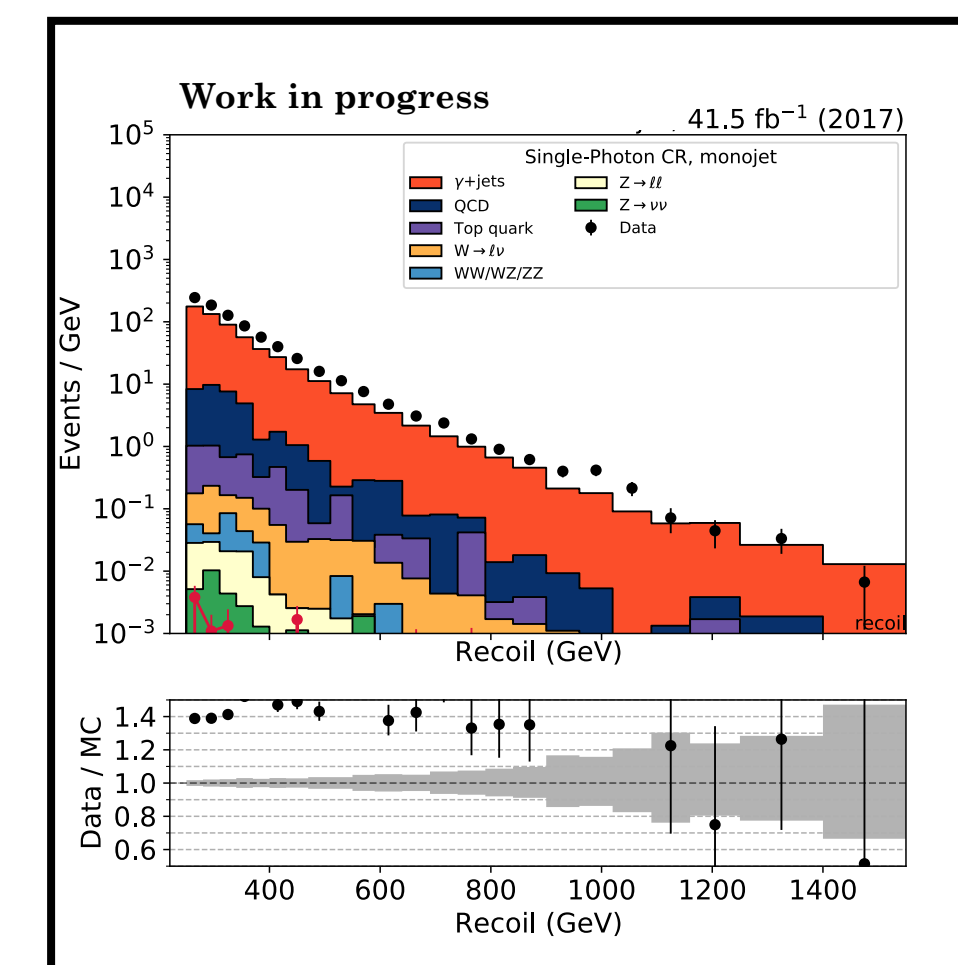 Work in progress
41.5 fb⁻¹ (2017)
Single-Photon CR, monojet
γ+jets
QCD
Top quark
W→ℓν
WW/WZ/ZZ
Z→ℓℓ
Z→νν
Data
Events / GeV
10⁵
10⁴
10³
10²
10¹
10⁰
10⁻¹
10⁻²
10⁻³
recoil
Recoil (GeV)
Data / MC
1.4
1.2
1.0
0.8
0.6
400 600 800 1000 1200 1400
Recoil (GeV)